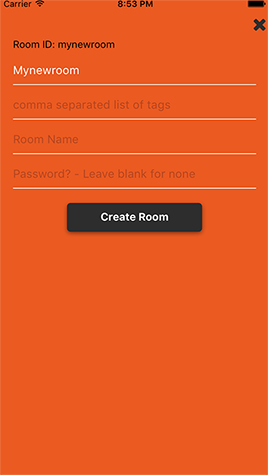 Carrier 8:53 PM
Room ID: mynewroom
Mynewroom
comma separated list of tags
Room Name
Password? - Leave blank for none
Create Room